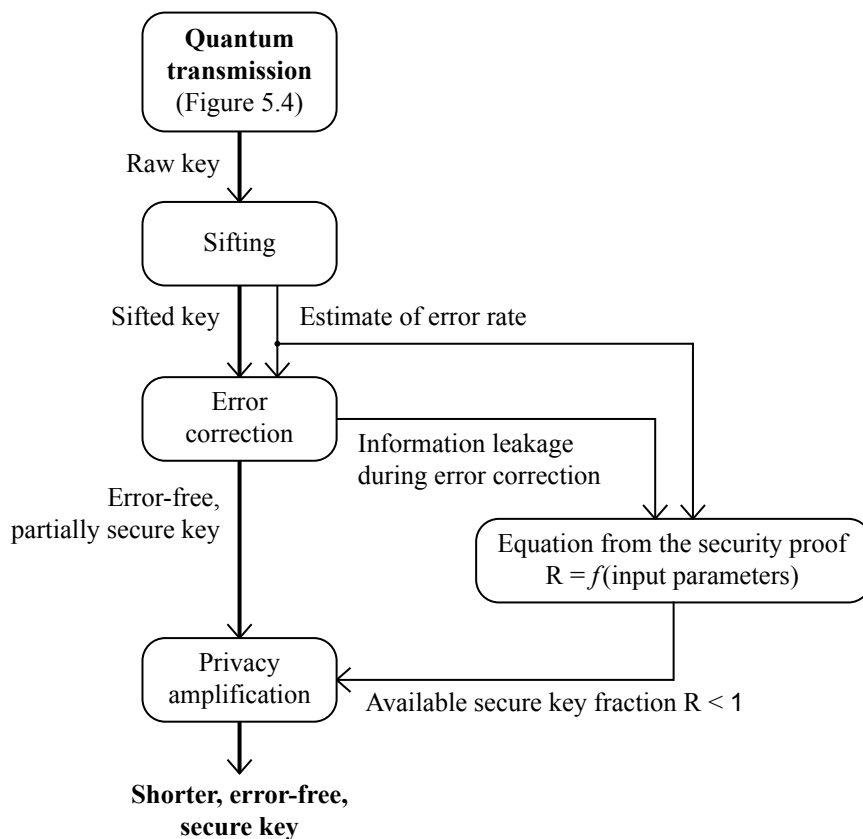 Quantum
transmission
(Figure 5.4)
Raw key
Sifting
Sifted key
Estimate of error rate
Error
correction
Information leakage
during error correction
Error-free,
partially secure key
Equation from the security proof
R = f(input parameters)
Privacy
amplification
Available secure key fraction R < 1
Shorter, error-free,
secure key